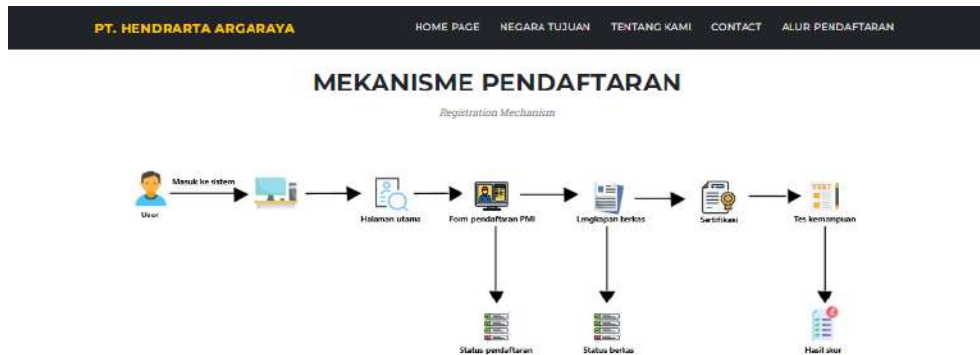 PT. HENDRARTA ARGARAYA
HOME PAGE NEGARA TUJUAN TENTANG KAMI CONTACT ALUR PENDAFTARAN
MEKANISME PENDAFTARAN
Registration Mechanism
Masuk ke sistem
User
Halaman utama
Form pendaftaran PMI
Lengkapan berkas
Sertifikasi
TEST
Tes kemampuan
Status pendaftaran
Status berkas
Hasil skor